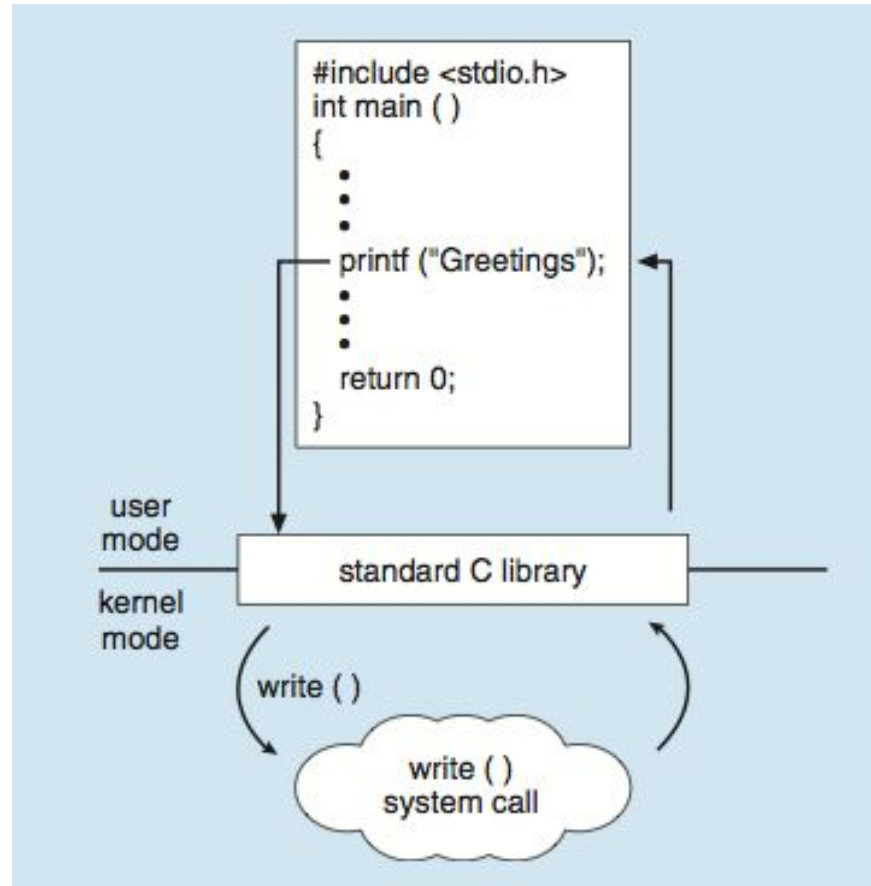 #include <stdio.h>
int main ( )
{
•
•
•
printf ("Greetings");
•
•
•
return 0;
}
user
mode
standard C library
kernel
mode
write ( )
write ( )
system call